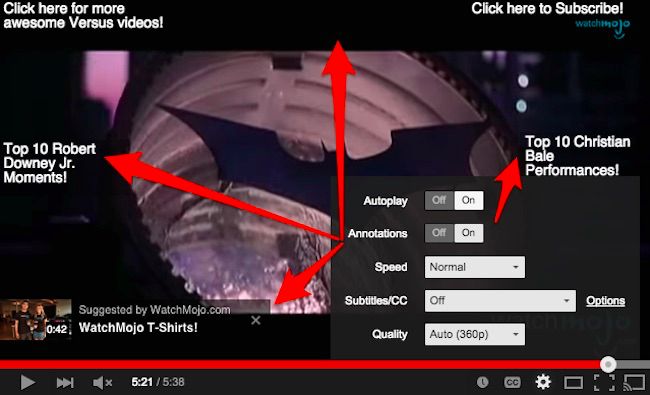 Click here for more
awesome Versus videos!
Click here to Subscribe!
watchmojo
Top 10 Robert
Downey Jr.
Moments!
Top 10 Christian
Bale
Performances!
Autoplay Off On
Annotations Off On
Speed Normal
Subtitles/CC Off Options
Quality Auto (360p)
watchmojo
.com
Suggested by WatchMojo.com
WatchMojo T-Shirts!
0:42
5:21 / 5:38
CC